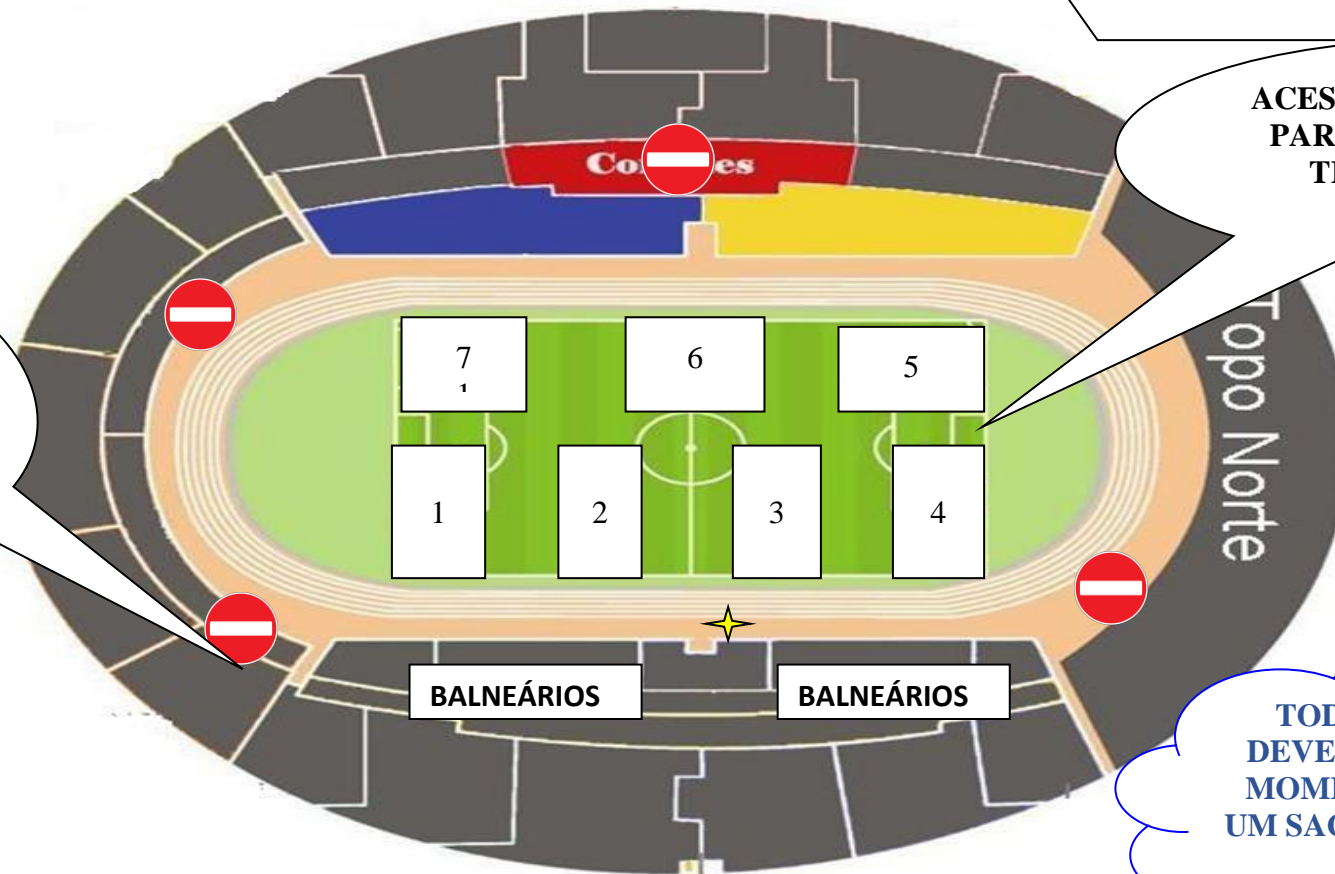 ACES
PAR
TI
Co es
Topo Norte
7
6
5
1
2
3
4
BALNEÁRIOS
BALNEÁRIOS
TOD
DEVE
MOM
UM SAC